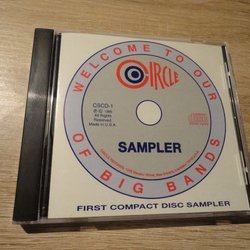 WELCOME TO OUR
CIRCLE
CSCD-1
All Rights
Reserved.
Made in U.S.A.
SAMPLER
OF BIG BANDS
FIRST COMPACT DISC SAMPLER